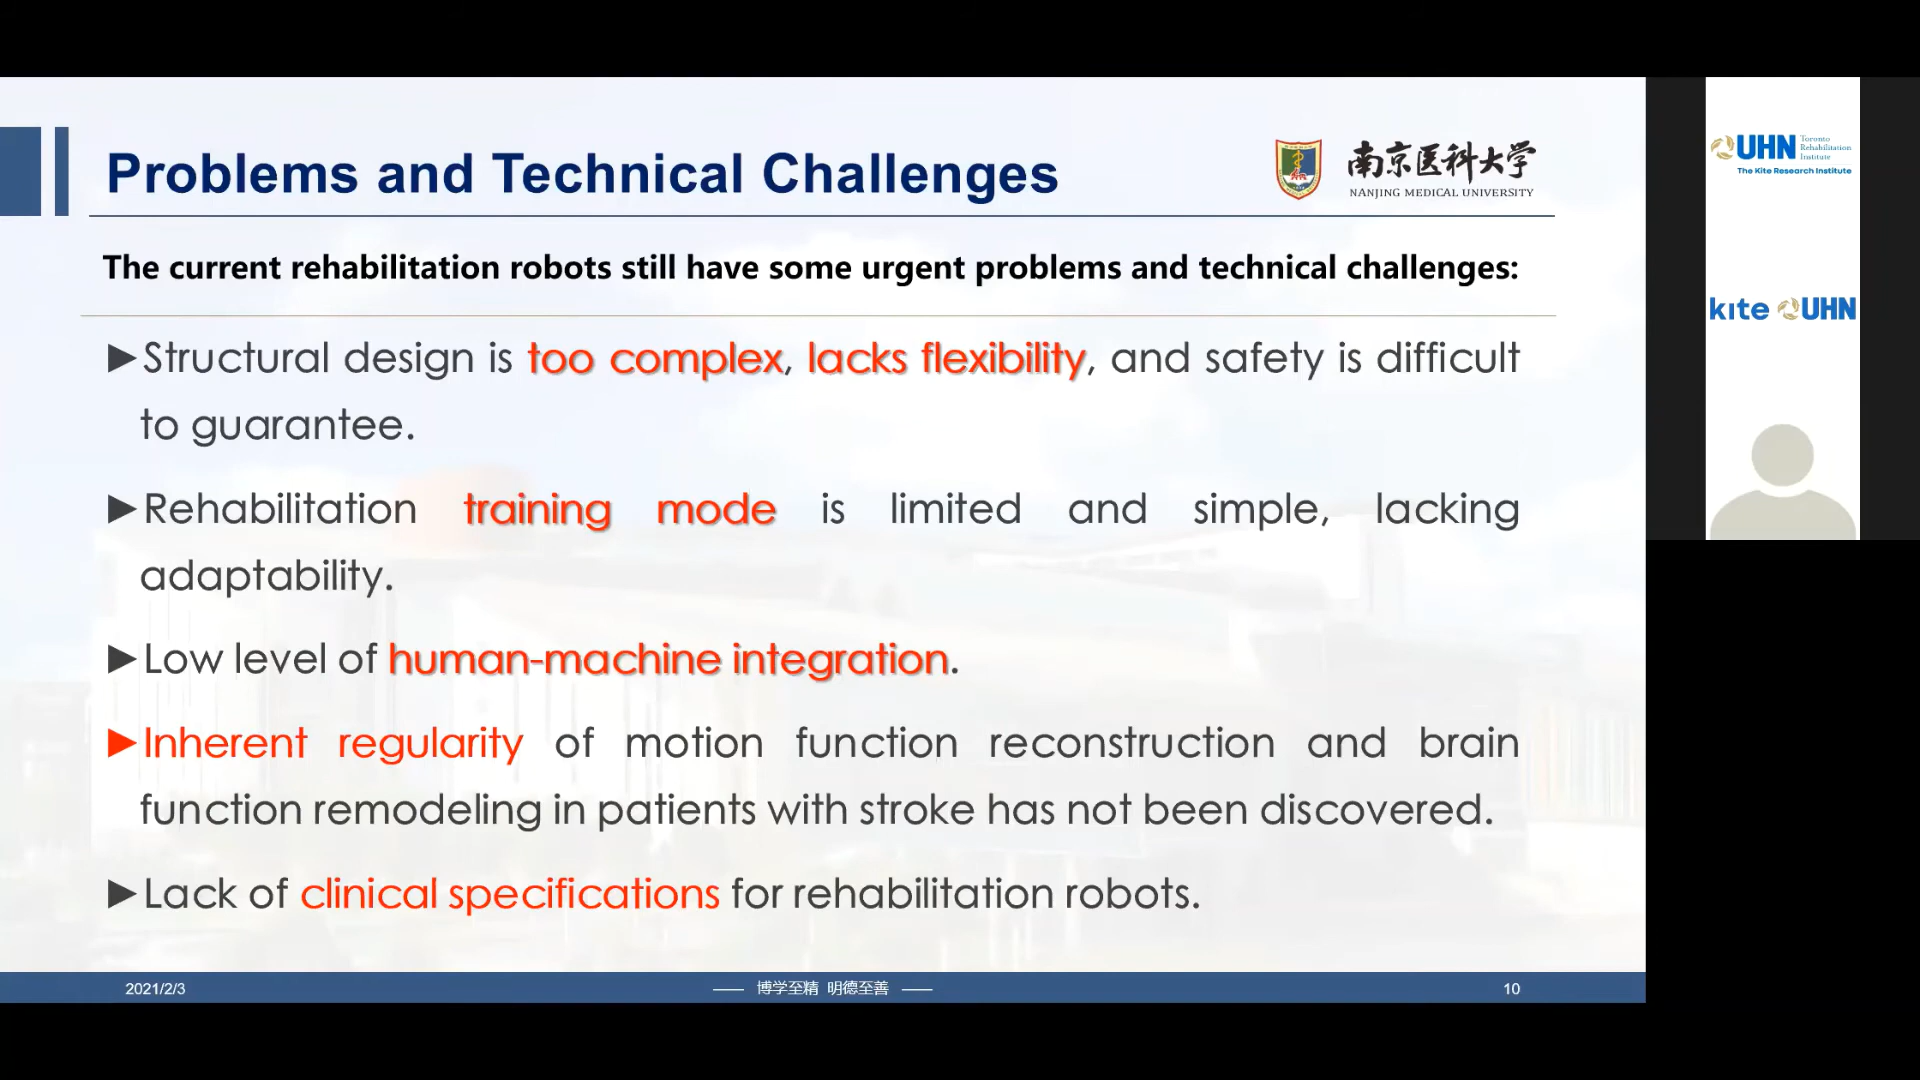 Problems and Technical Challenges
南京医科大学
NANJING MEDICAL UNIVERSITY
The current rehabilitation robots still have some urgent problems and technical challenges:
►Structural design is too complex, lacks flexibility, and safety is difficult
to guarantee.
►Rehabilitation training mode is limited and simple, lacking
adaptability.
►Low level of human-machine integration.
►Inherent regularity of motion function reconstruction and brain
function remodeling in patients with stroke has not been discovered.
►Lack of clinical specifications for rehabilitation robots.
2021/2/3
博学至精 明德至善
10
UHN
Toronto
Rehabilitation
Institute
The Kite Research Institute
kite UHN